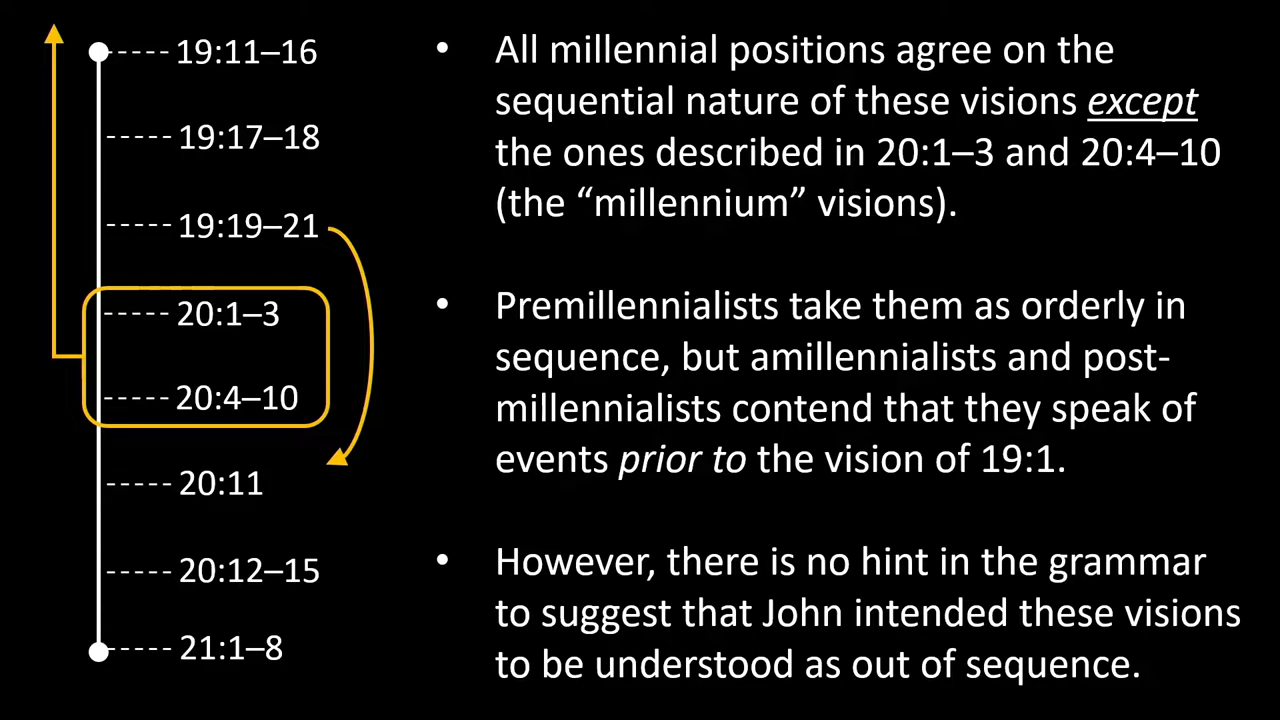 19:11–16
19:17–18
19:19–21
20:1–3
20:4–10
20:11
20:12–15
21:1–8
• All millennial positions agree on the
sequential nature of these visions except
the ones described in 20:1–3 and 20:4–10
(the “millennium” visions).
• Premillennialists take them as orderly in
sequence, but amillennialists and post-
millennialists contend that they speak of
events prior to the vision of 19:1.
• However, there is no hint in the grammar
to suggest that John intended these visions
to be understood as out of sequence.